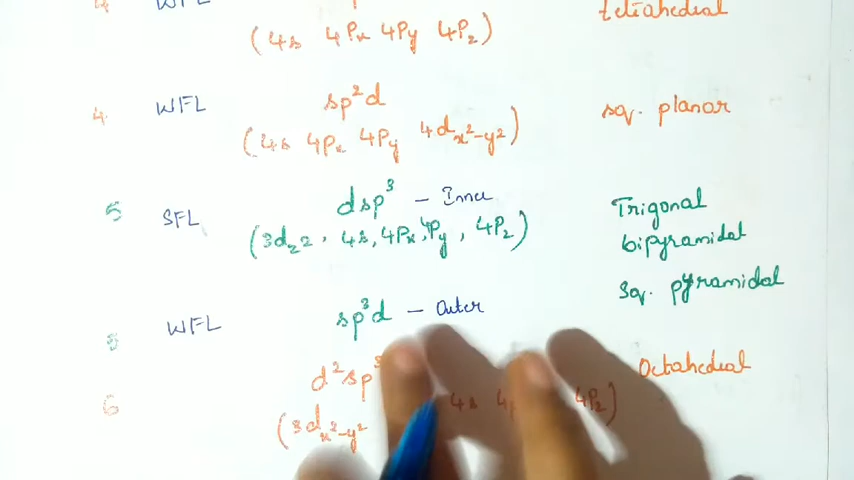 4 WFL tetrahedral
(4s 4Px 4Py 4Pz)
4. WFL sp²d sq. planar
(4s 4Px 4Py 4dx²-y²)
5 SFL dsp³ - Inner Trigonal bipyramidal
(3dz², 4s, 4Px, 4Py, 4Pz)
sq. pyramidal
5 WFL sp³d - Outer
6 d²sp³ Octahedral
(3dx²-y² 4s 4Pz)